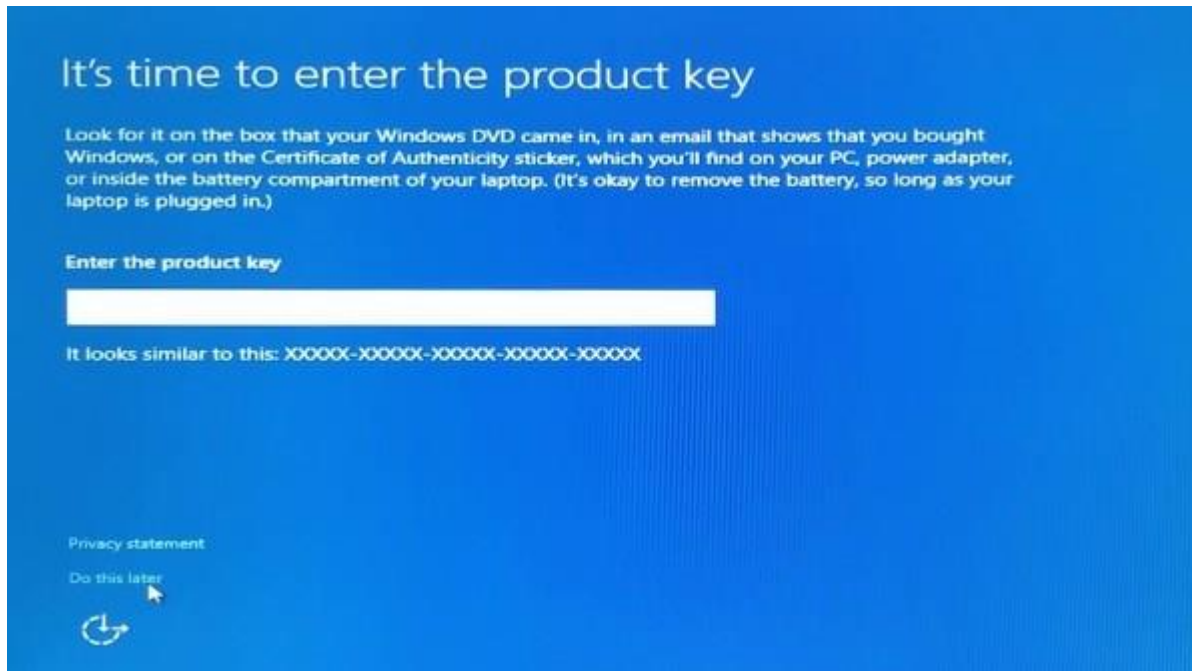 It's time to enter the product key
Look for it on the box that your Windows DVD came in, in an email that shows that you bought
Windows, or on the Certificate of Authenticity sticker, which you'll find on your PC, power adapter,
or inside the battery compartment of your laptop. (It's okay to remove the battery, so long as your
laptop is plugged in.)
Enter the product key
It looks similar to this: XXXXX-XXXXX-XXXXX-XXXXX-XXXXX
Privacy statement
Do this later